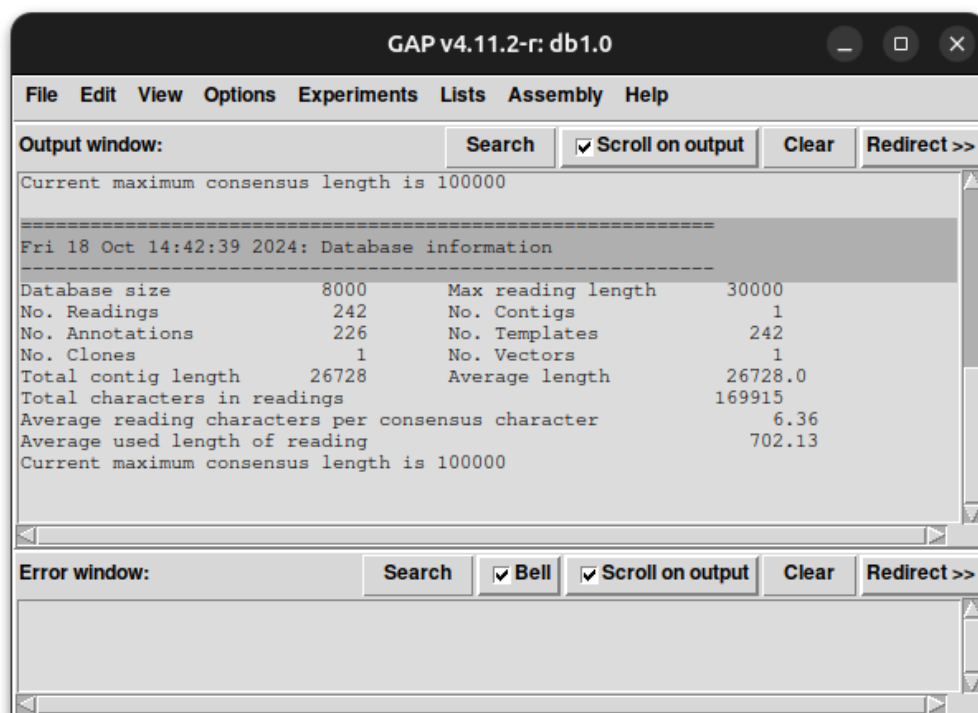 GAP v4.11.2-r: db1.0
File Edit View Options Experiments Lists Assembly Help
Output window: Search Scroll on output Clear Redirect >>
Current maximum consensus length is 100000
============================================================
Fri 18 Oct 14:42:39 2024: Database information
------------------------------------------------------------
Database size 8000 Max reading length 30000
No. Readings 242 No. Contigs 1
No. Annotations 226 No. Templates 242
No. Clones 1 No. Vectors 1
Total contig length 26728 Average length 26728.0
Total characters in readings 169915
Average reading characters per consensus character 6.36
Average used length of reading 702.13
Current maximum consensus length is 100000
Error window: Search Bell Scroll on output Clear Redirect >>